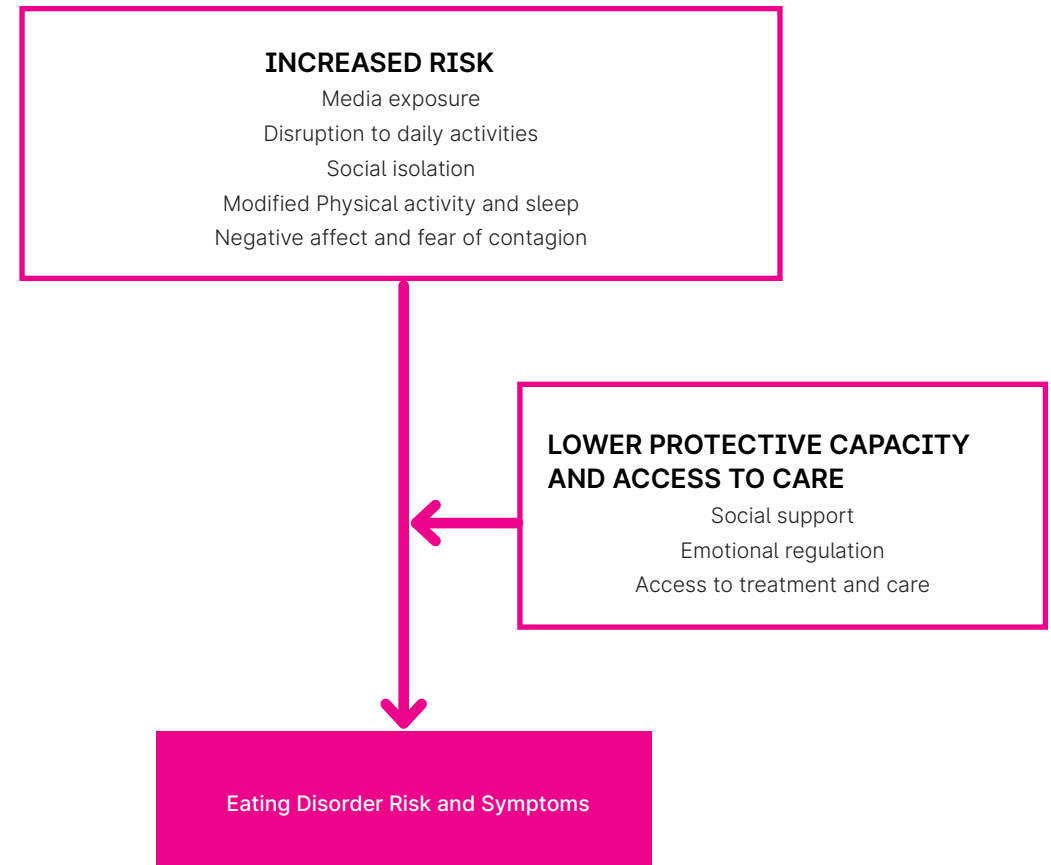 INCREASED RISK
Media exposure
Disruption to daily activities
Social isolation
Modified Physical activity and sleep
Negative affect and fear of contagion
LOWER PROTECTIVE CAPACITY
AND ACCESS TO CARE
Social support
Emotional regulation
Access to treatment and care
Eating Disorder Risk and Symptoms